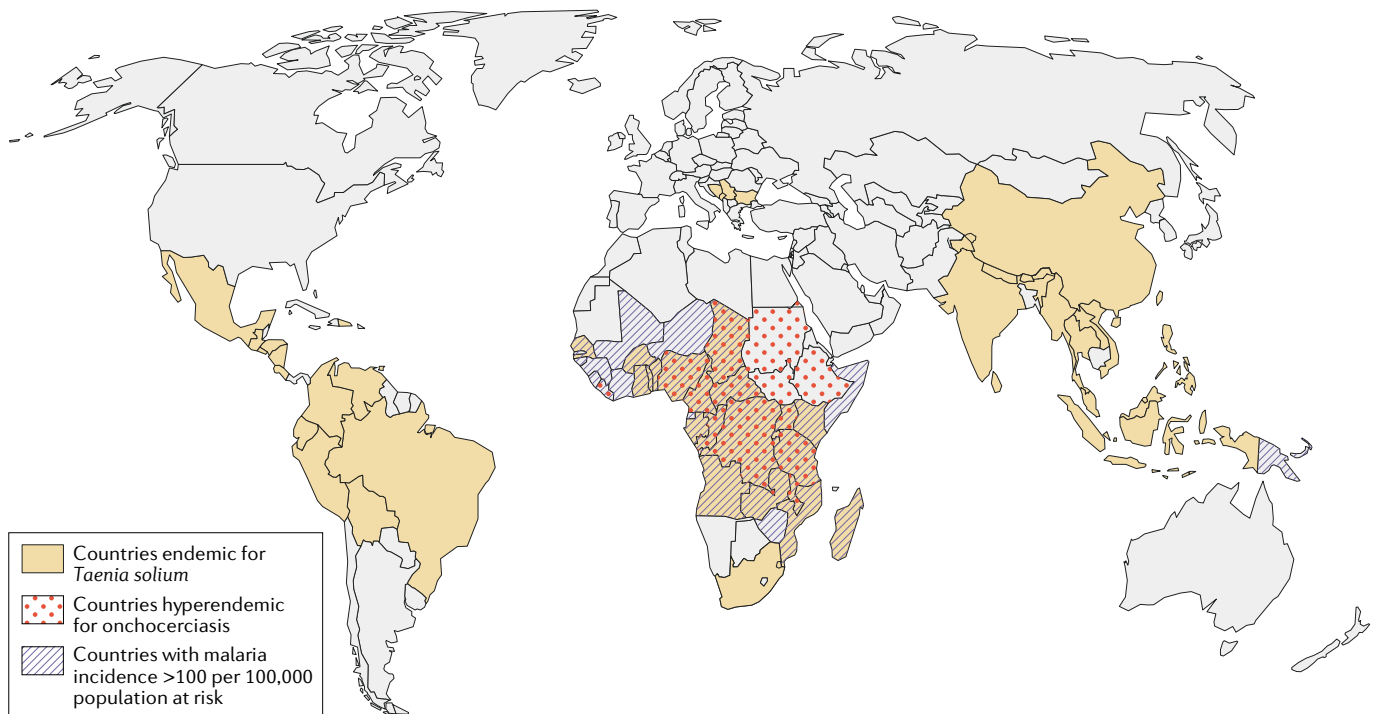 Countries endemic for
Taenia solium
Countries hyperendemic
for onchocerciasis
Countries with malaria
incidence >100 per 100,000
population at risk